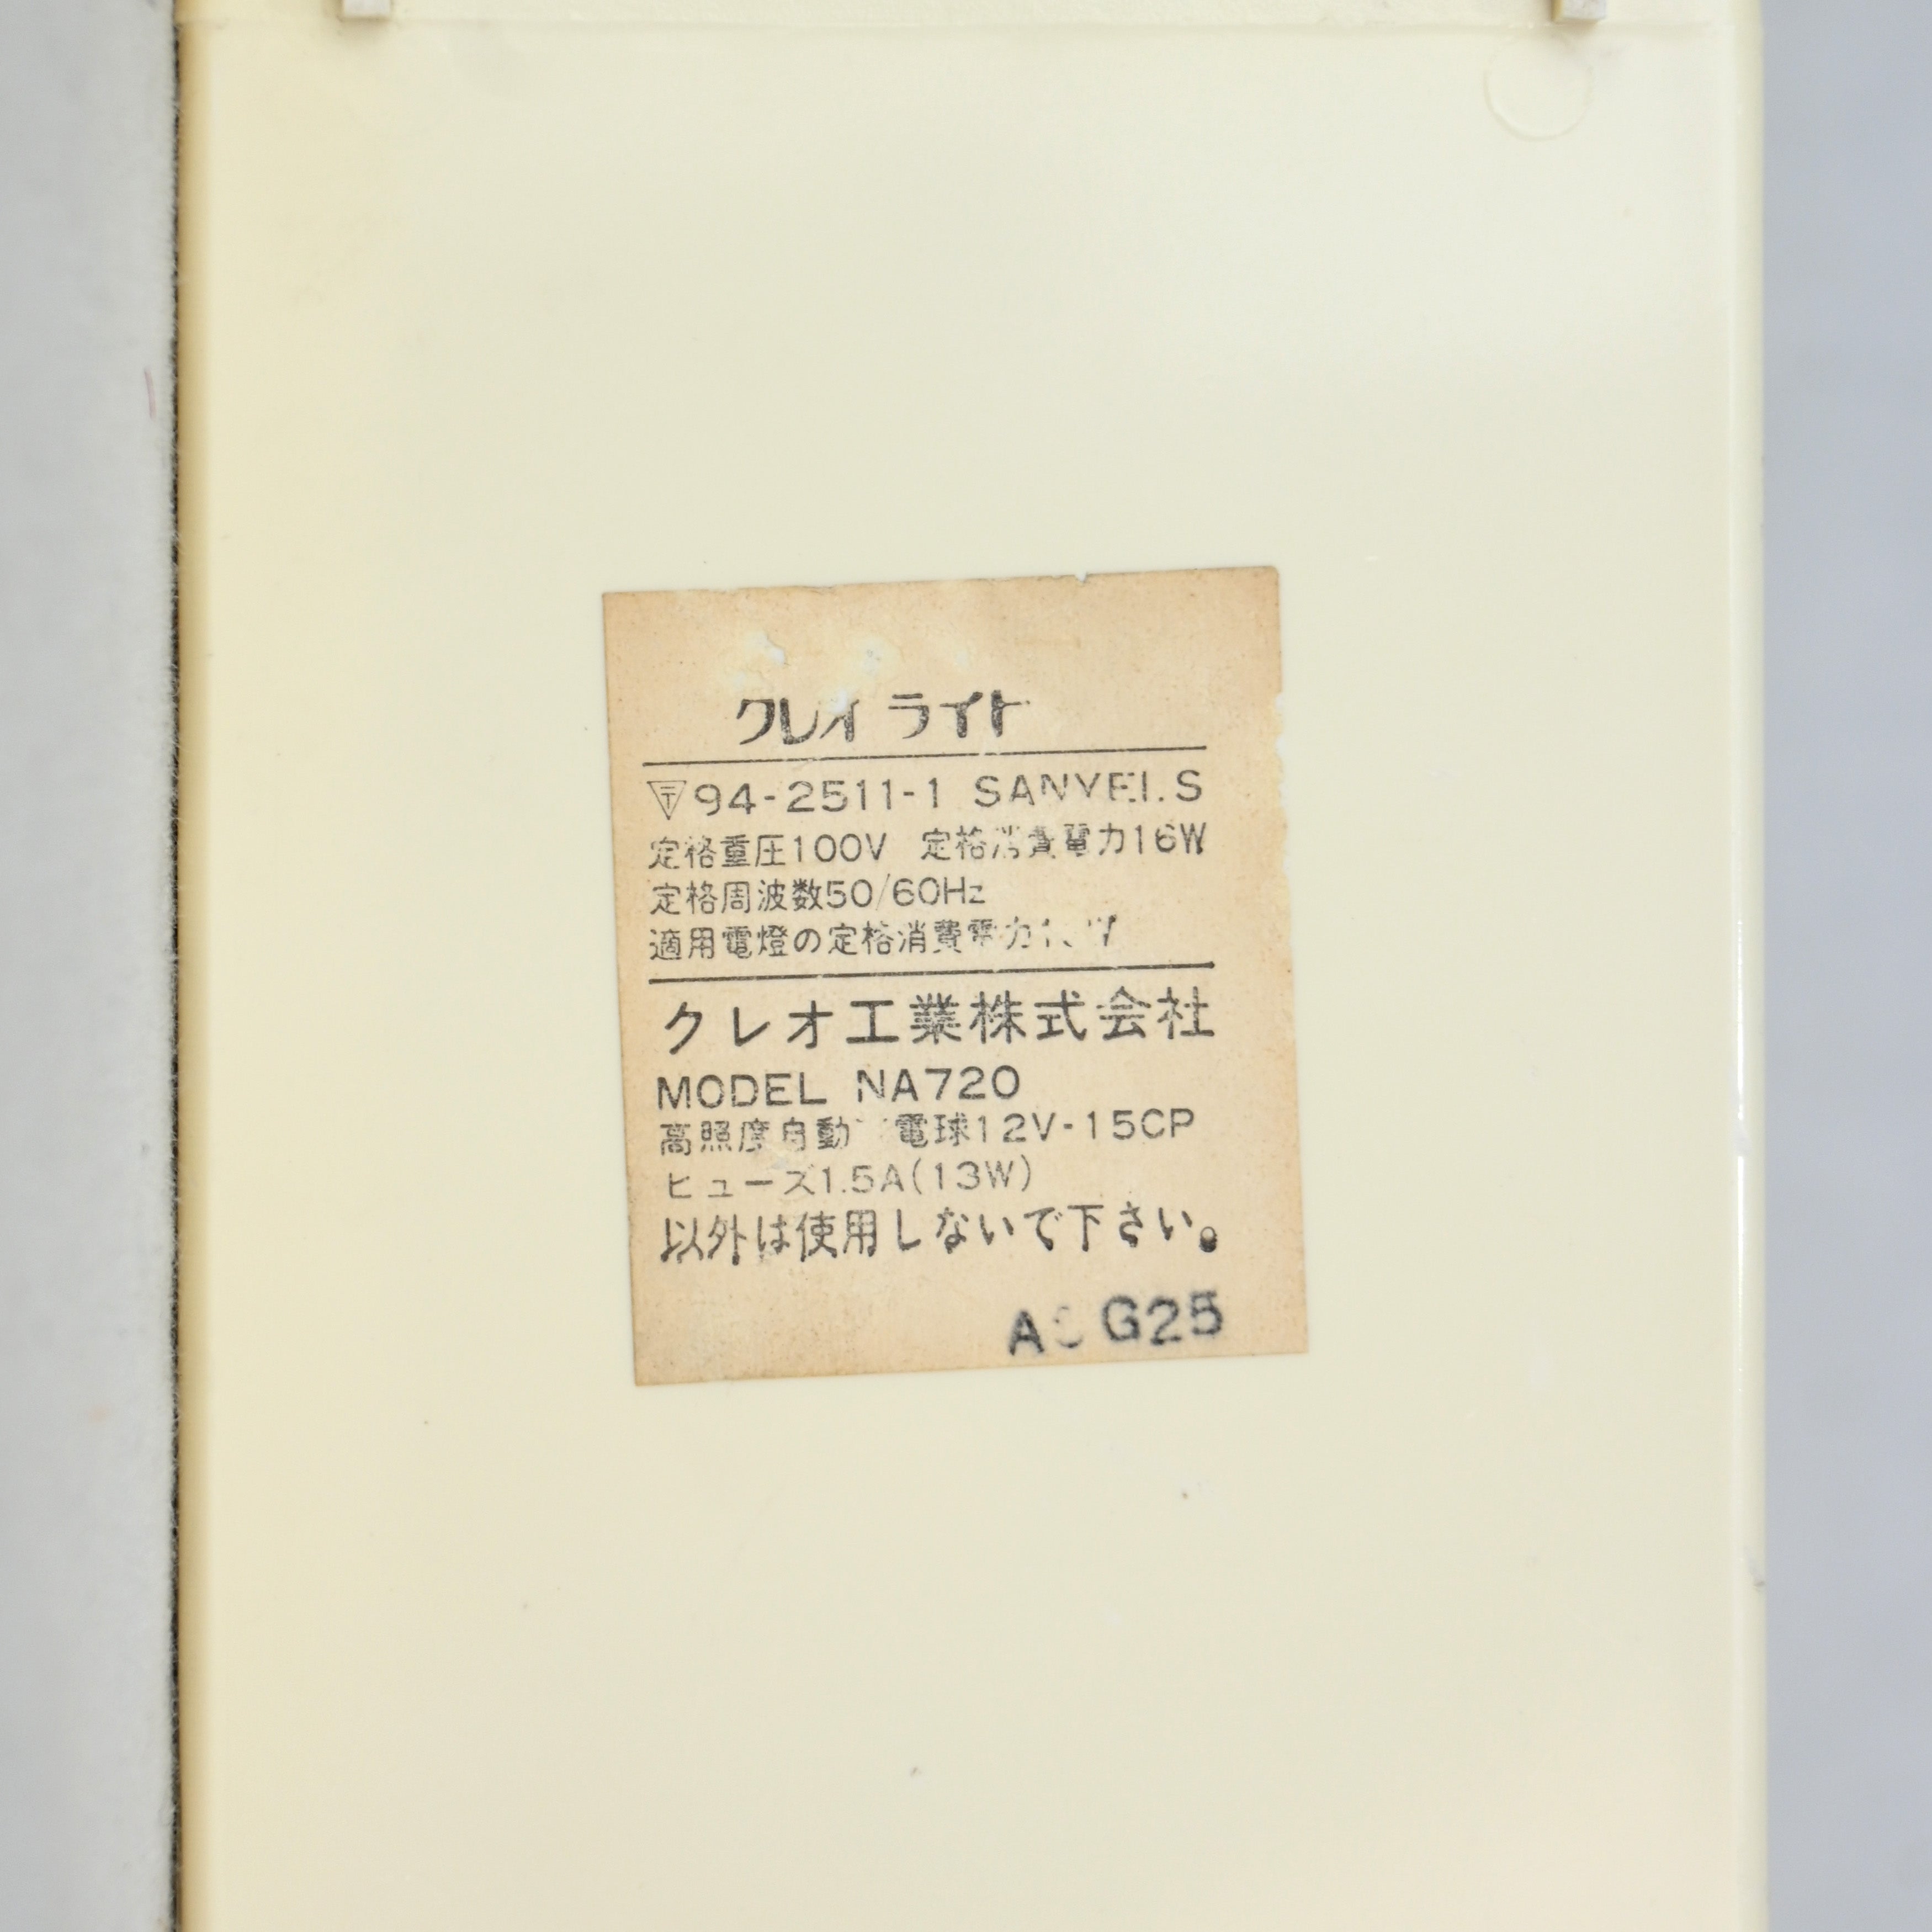 クレイ ライト
94-2511-1 SANYEI.S
定格重圧100V 定格消費電力16W
定格周波数50/60Hz
適用電燈の定格消費電力
クレオ工業株式会社
MODEL NA720
高照度自動 電球12V-15CP
ヒューズ1.5A(13W)
以外は使用しないで下さい。
G25